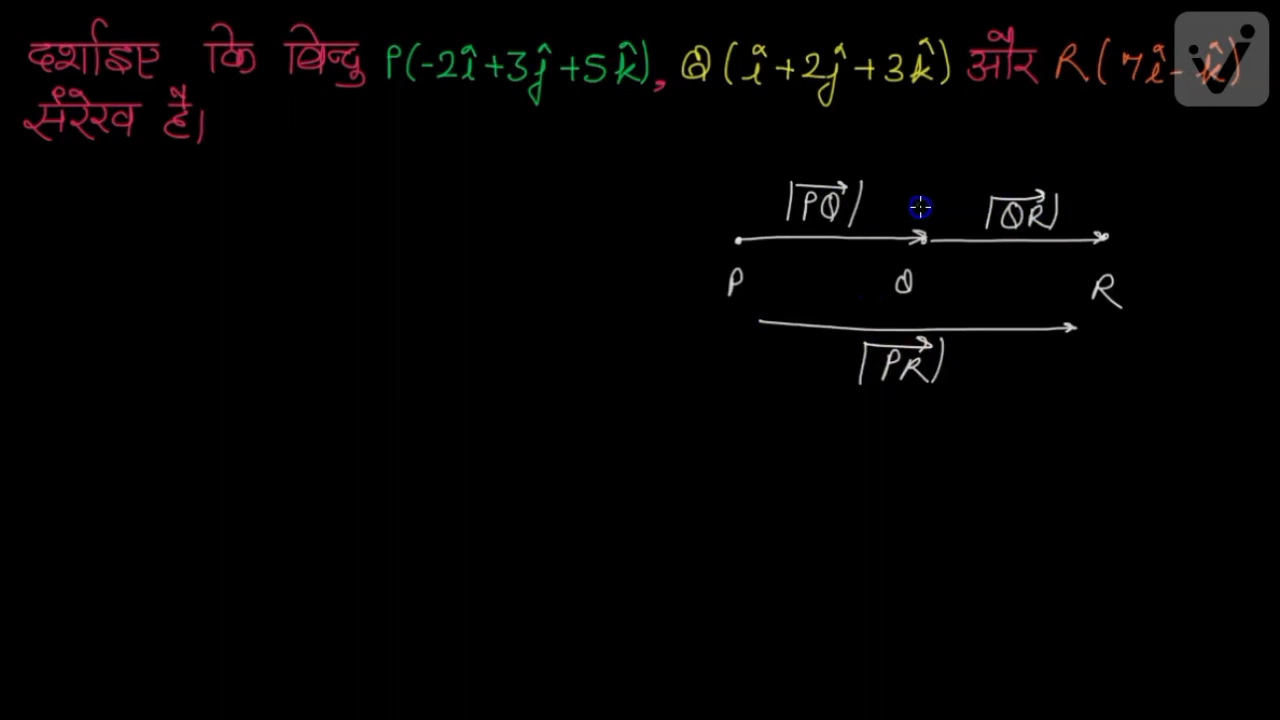 दर्शाइए कि बिन्दु P(-2î+3ĵ+5k̂), Q(î+2ĵ+3k̂) और R(7î-k̂)
संरेख है।
|PQ→| |QR→|
P Q R
|PR→|